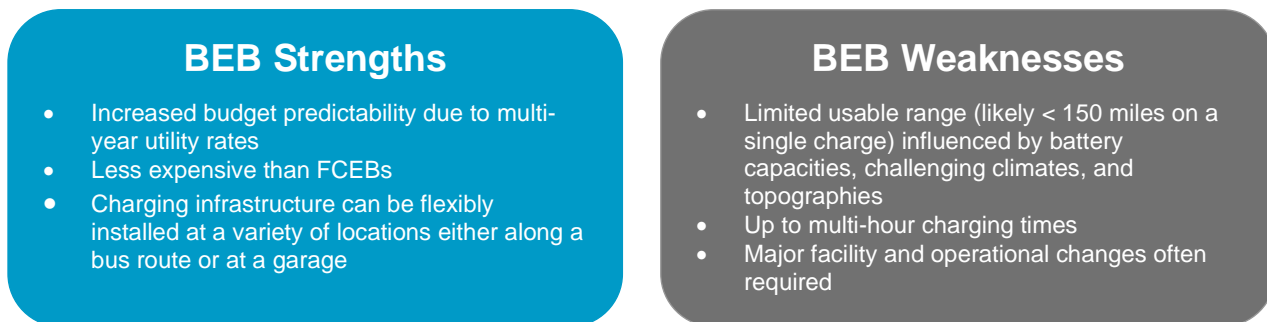 BEB Strengths
• Increased budget predictability due to multi-
year utility rates
• Less expensive than FCEBs
• Charging infrastructure can be flexibly
installed at a variety of locations either along a
bus route or at a garage
BEB Weaknesses
• Limited usable range (likely < 150 miles on a
single charge) influenced by battery
capacities, challenging climates, and
topographies
• Up to multi-hour charging times
• Major facility and operational changes often
required